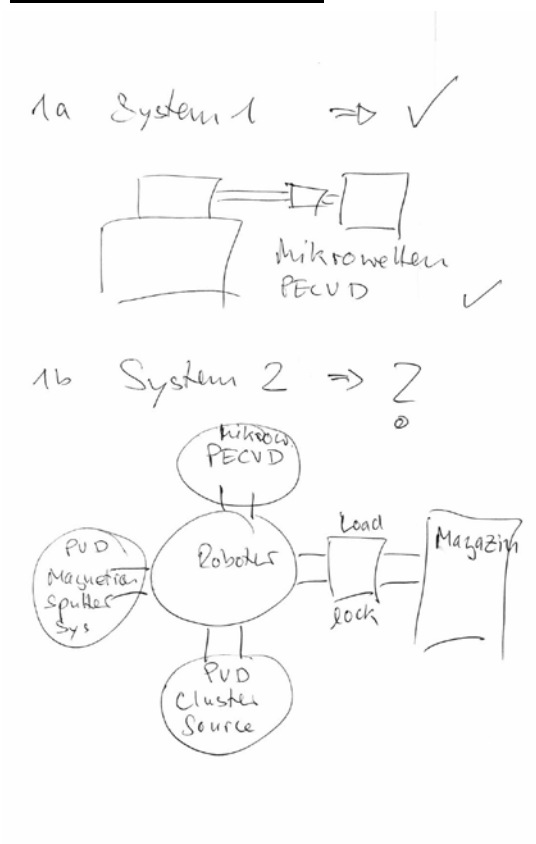 1a System 1 ⇒ ✓
Mikrowellen
PECVD ✓
1b System 2 ⇒ ?
Mikrow.
PECVD
PVD
Magnetron
Sputter
Sys
Roboter
Load
lock
Magazin
PVD
Cluster
Source